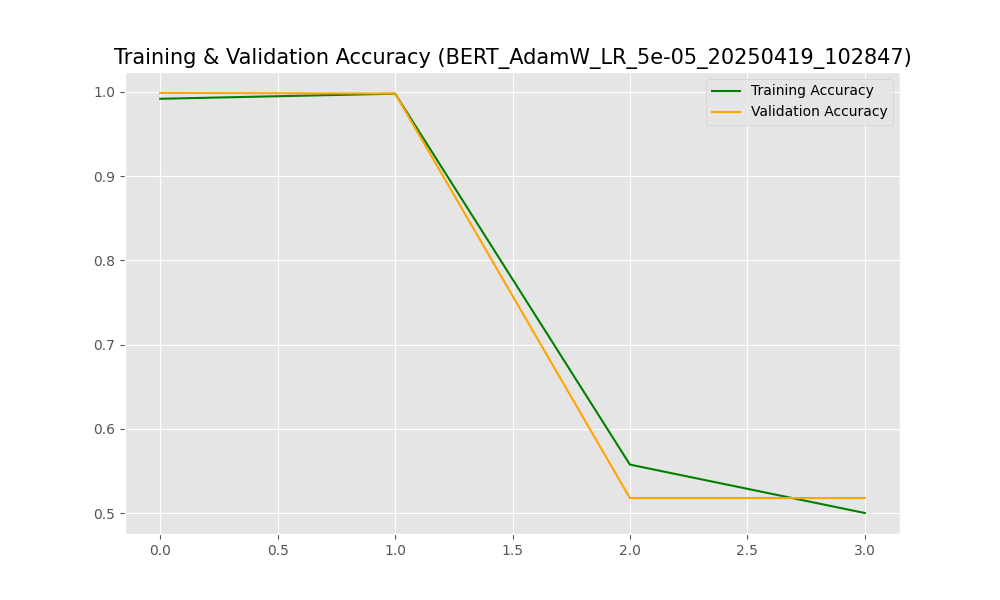 Training & Validation Accuracy (BERT_AdamW_LR_5e-05_20250419_102847)
Training Accuracy
Validation Accuracy
1.0
0.9
0.8
0.7
0.6
0.5
0.0 0.5 1.0 1.5 2.0 2.5 3.0